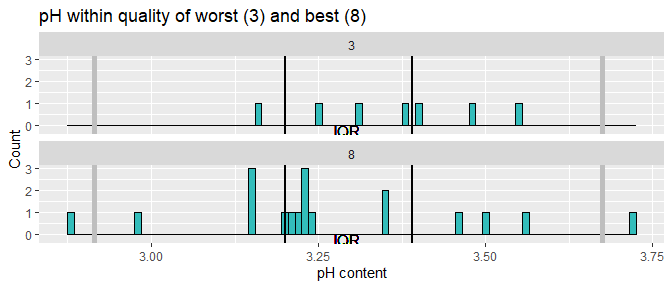 pH within quality of worst (3) and best (8)
3
3
2
1
0
IQR
Count
8
3
2
1
0
IQR
3.00 3.25 3.50 3.75
pH content